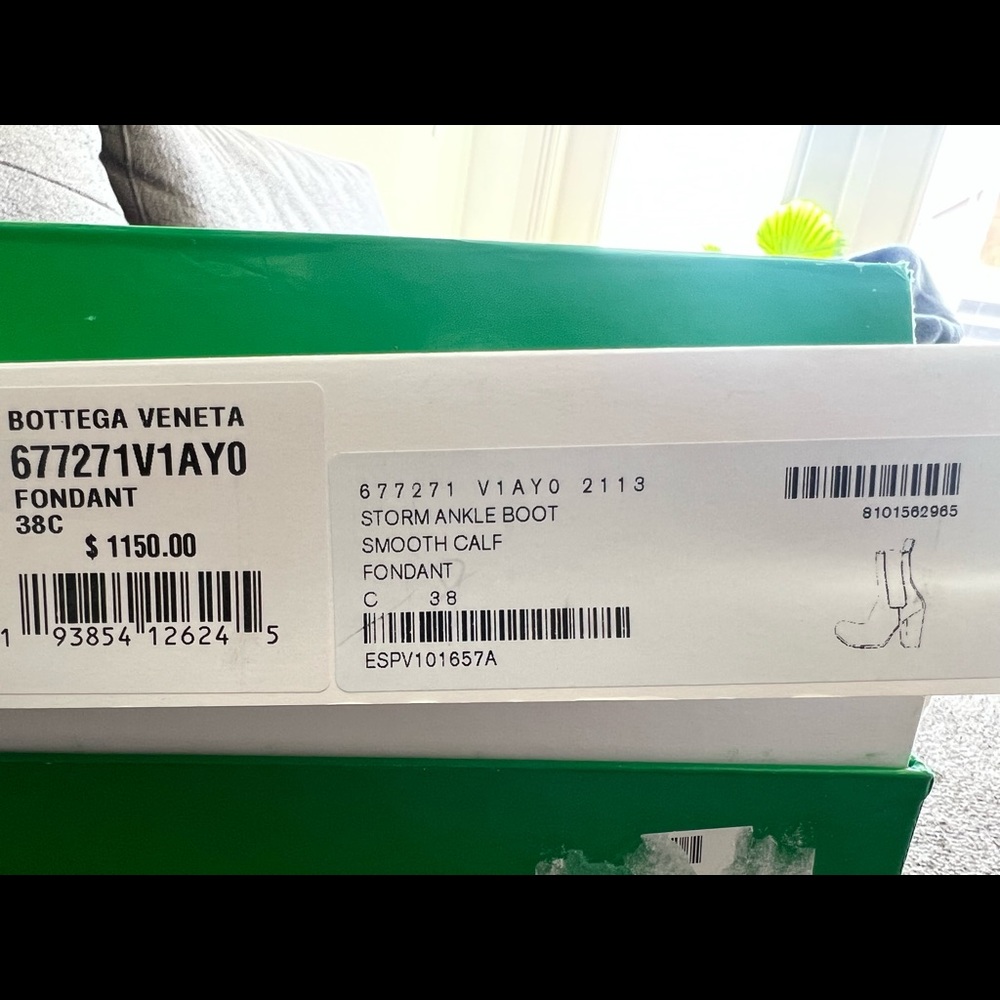 BOTTEGA VENETA
677271V1AY0
FONDANT
38C
$ 1150.00
1 93854 12624 5
677271 V1AY0 2113
STORM ANKLE BOOT
SMOOTH CALF
FONDANT
C 38
ESPV101657A
8101562965